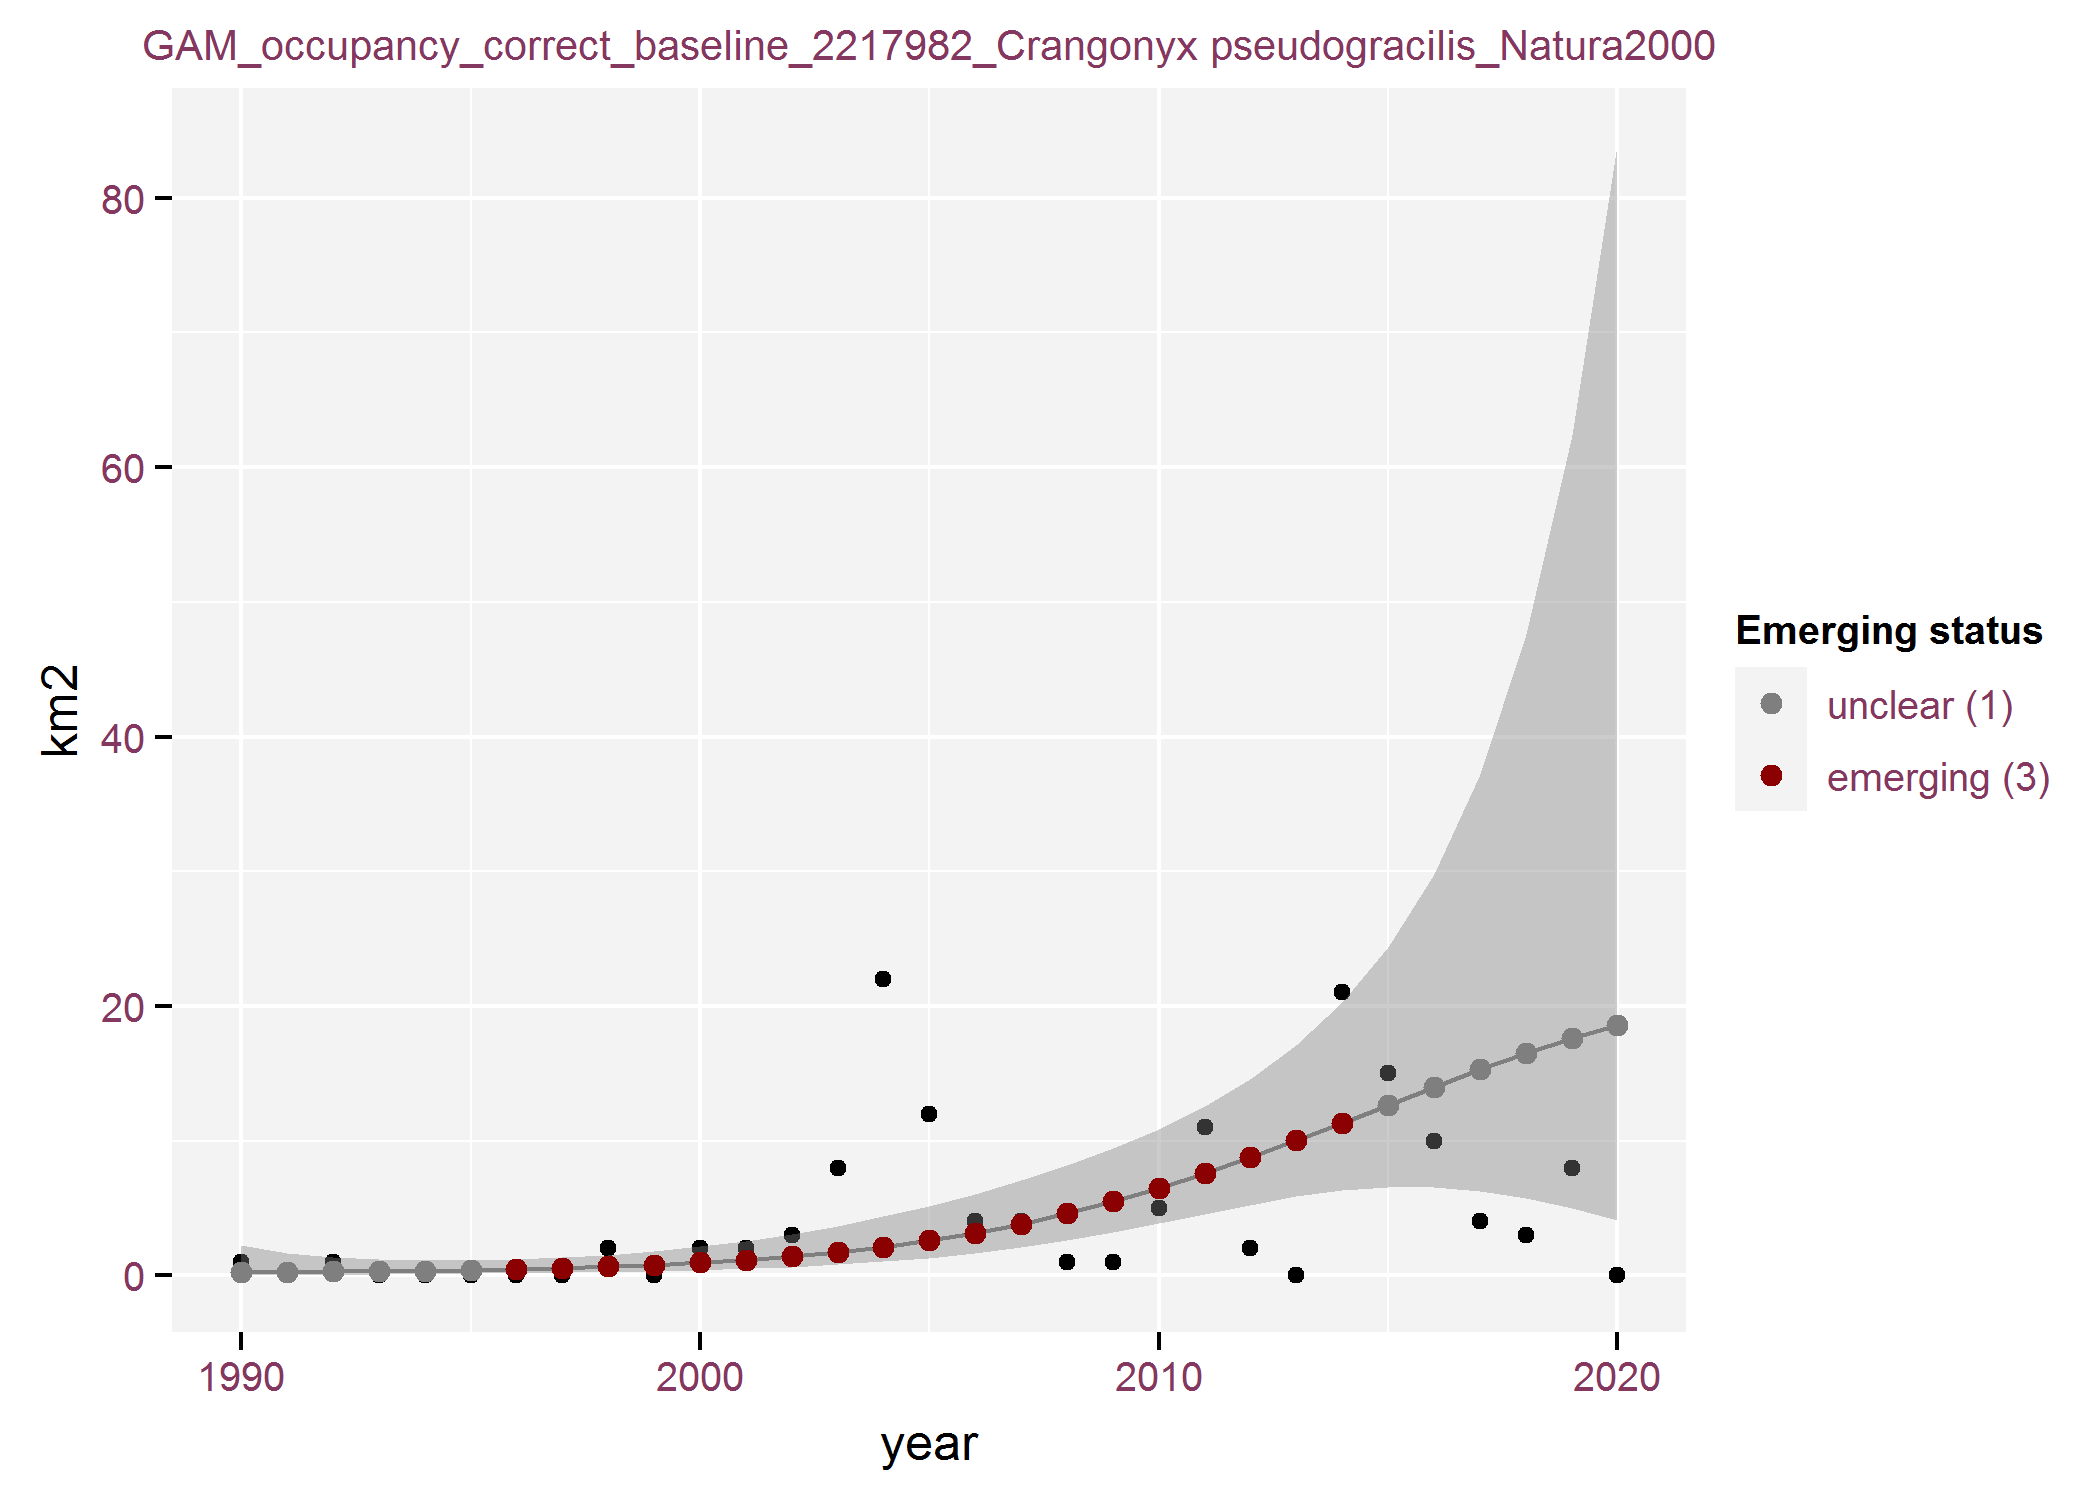 GAM_occupancy_correct_baseline_2217982_Crangonyx pseudogracilis_Natura2000
80
60
40
20
0
km2
1990
2000
2010
2020
year
Emerging status
unclear (1)
emerging (3)